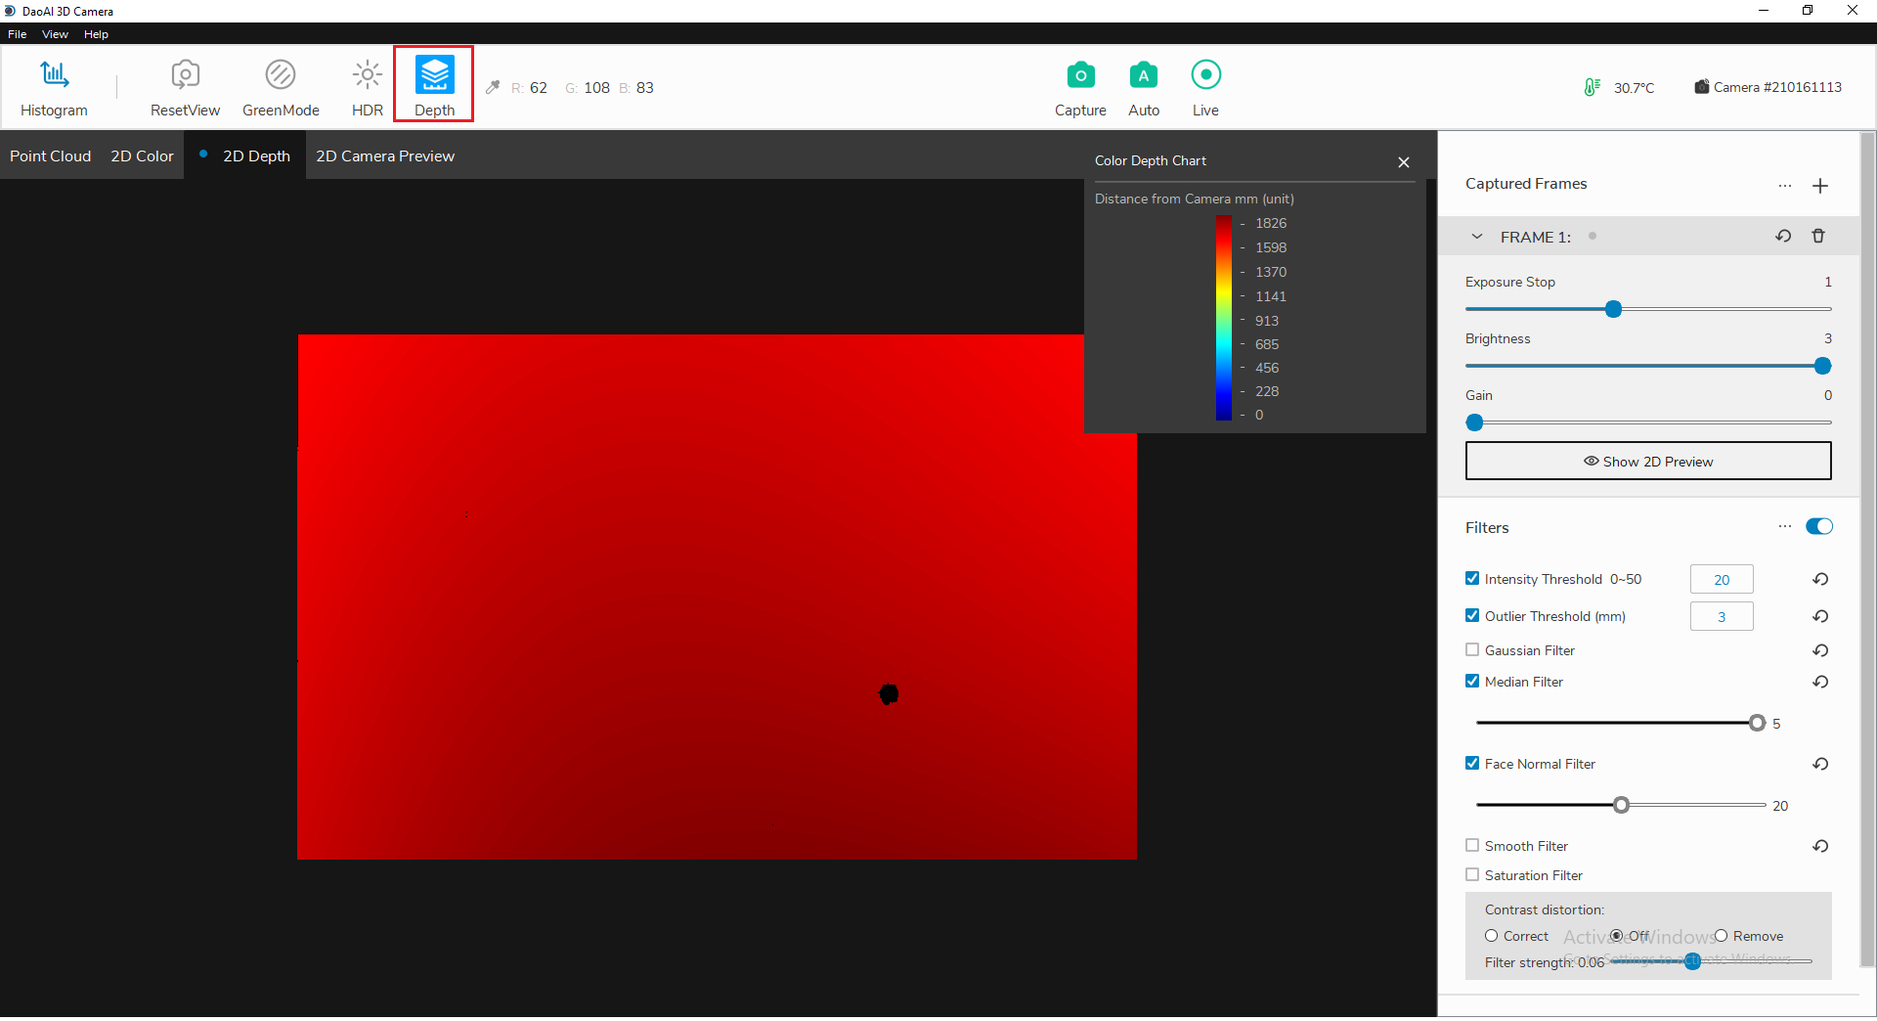 DaoAI 3D Camera
File View Help
Histogram
ResetView
GreenMode
HDR
Depth
R: 62 G: 108 B: 83
Capture
Auto
Live
30.7°C
Camera #210161113
Point Cloud
2D Color
2D Depth
2D Camera Preview
Color Depth Chart
Distance from Camera mm (unit)
- 1826
- 1598
- 1370
- 1141
- 913
- 685
- 456
- 228
- 0
Captured Frames
FRAME 1:
Exposure Stop 1
Brightness 3
Gain 0
Show 2D Preview
Filters
Intensity Threshold 0~50 20
Outlier Threshold (mm) 3
Gaussian Filter
Median Filter
5
Face Normal Filter
20
Smooth Filter
Saturation Filter
Contrast distortion:
Correct Off Remove
Filter strength: 0.06
Activate Windows
Go to Settings to activate Windows.